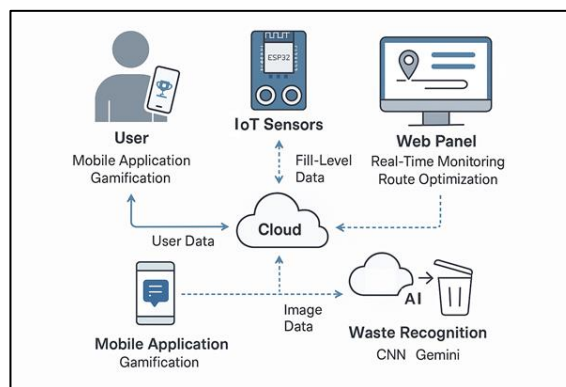 ESP32
User
Mobile Application
Gamification
IoT Sensors
Web Panel
Real-Time Monitoring
Route Optimization
Fill-Level
Data
User Data
Cloud
Image
Data
Mobile Application
Gamification
AI
Waste Recognition
CNN Gemini